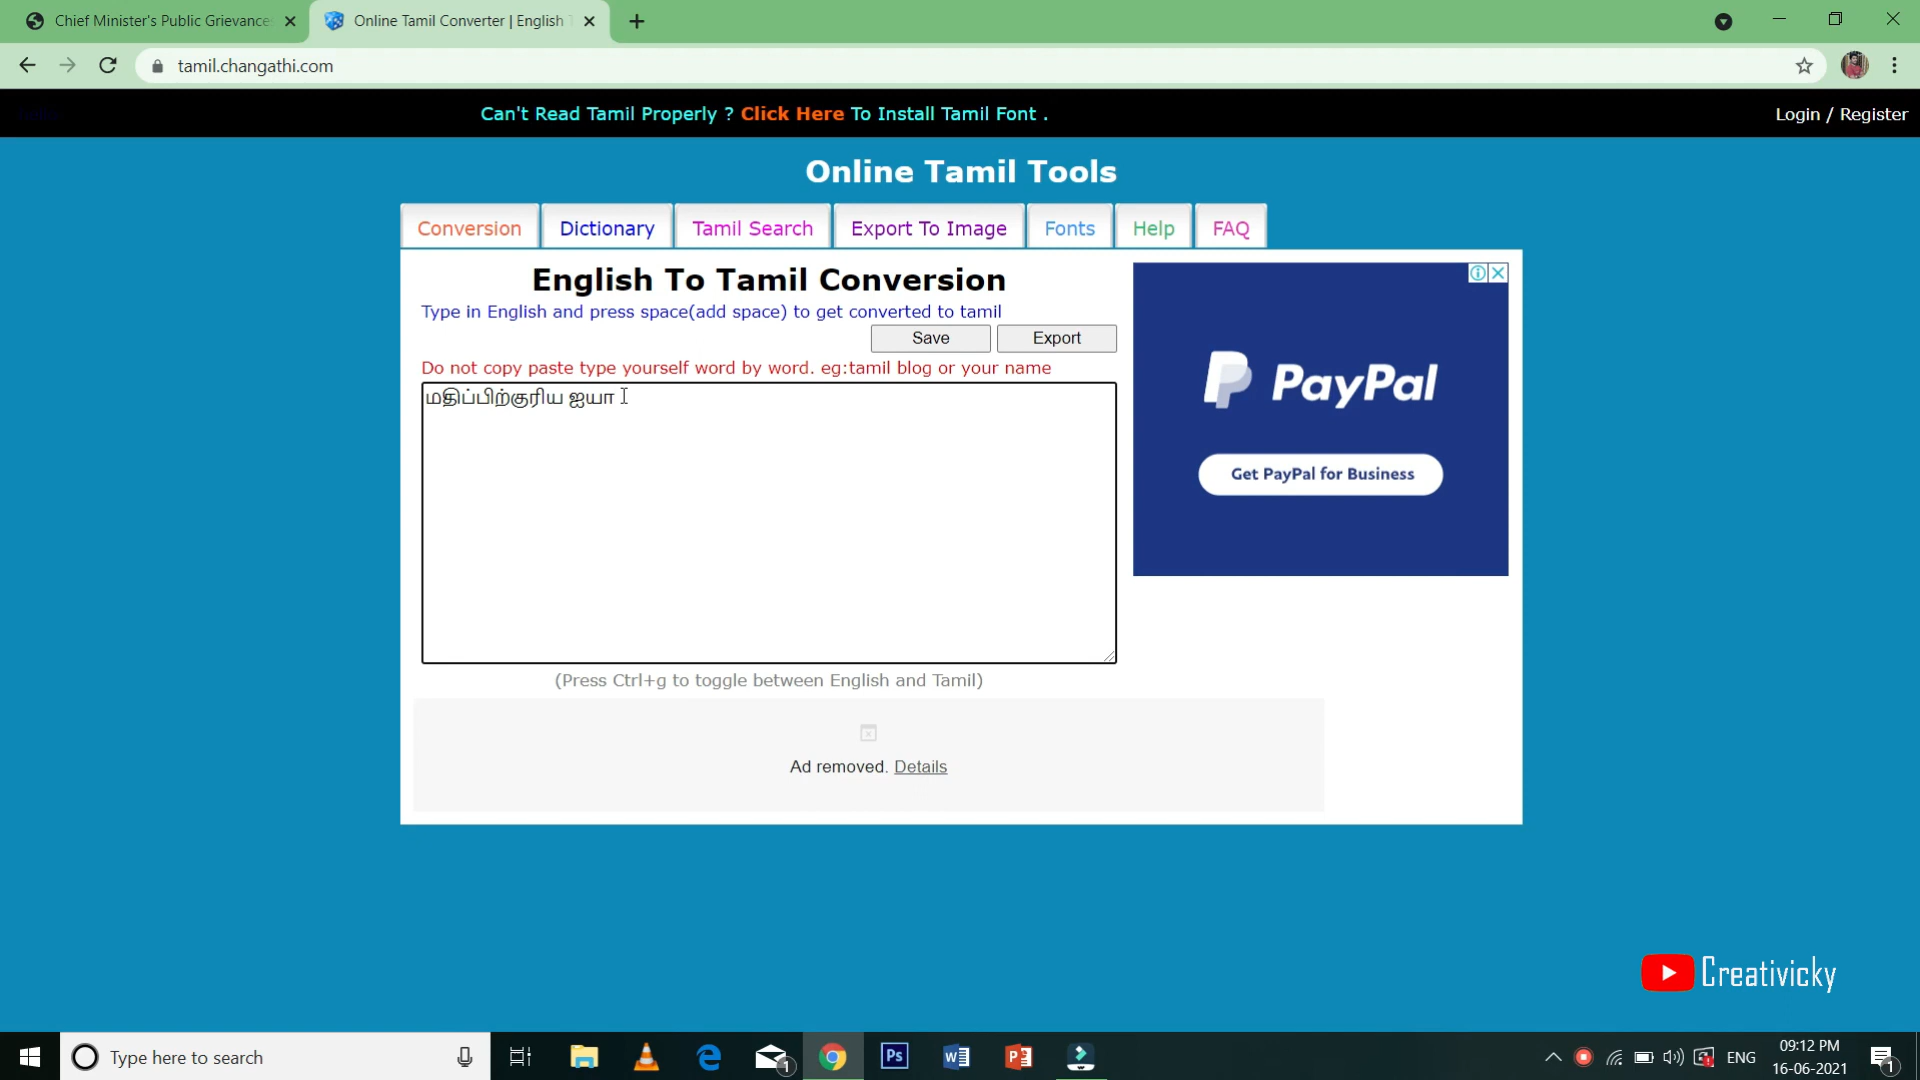 Chief Minister's Public Grievance
Online Tamil Converter | English T
tamil.changathi.com
Can't Read Tamil Properly ? Click Here To Install Tamil Font .
Login / Register
Online Tamil Tools
Conversion
Dictionary
Tamil Search
Export To Image
Fonts
Help
FAQ
English To Tamil Conversion
Type in English and press space(add space) to get converted to tamil
Save
Export
Do not copy paste type yourself word by word. eg:tamil blog or your name
மதிப்பிற்குரிய ஐயா
PayPal
Get PayPal for Business
(Press Ctrl+g to toggle between English and Tamil)
Ad removed. Details
Creativicky
Type here to search
1
Ps
ENG
09:12 PM
16-06-2021
1